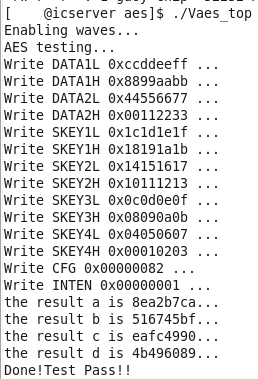 [ @icserver aes]$ ./Vaes_top
Enabling waves...
AES testing...
Write DATA1L 0xccddeeff ...
Write DATA1H 0x8899aabb ...
Write DATA2L 0x44556677 ...
Write DATA2H 0x00112233 ...
Write SKEY1L 0x1c1d1e1f ...
Write SKEY1H 0x18191a1b ...
Write SKEY2L 0x14151617 ...
Write SKEY2H 0x10111213 ...
Write SKEY3L 0x0c0d0e0f ...
Write SKEY3H 0x08090a0b ...
Write SKEY4L 0x04050607 ...
Write SKEY4H 0x00010203 ...
Write CFG 0x00000082 ...
Write INTEN 0x00000001 ...
the result a is 8ea2b7ca...
the result b is 516745bf...
the result c is eafc4990...
the result d is 4b496089...
Done!Test Pass!!